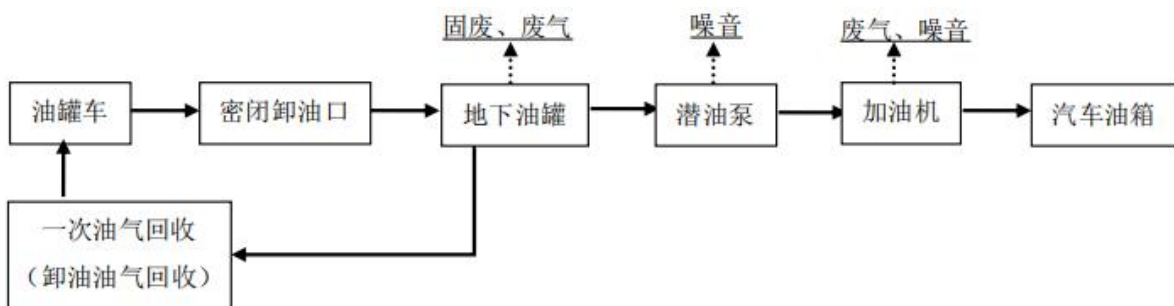 固废、废气
噪音
废气、噪音
油罐车
密闭卸油口
地下油罐
潜油泵
加油机
汽车油箱
一次油气回收
（卸油油气回收）